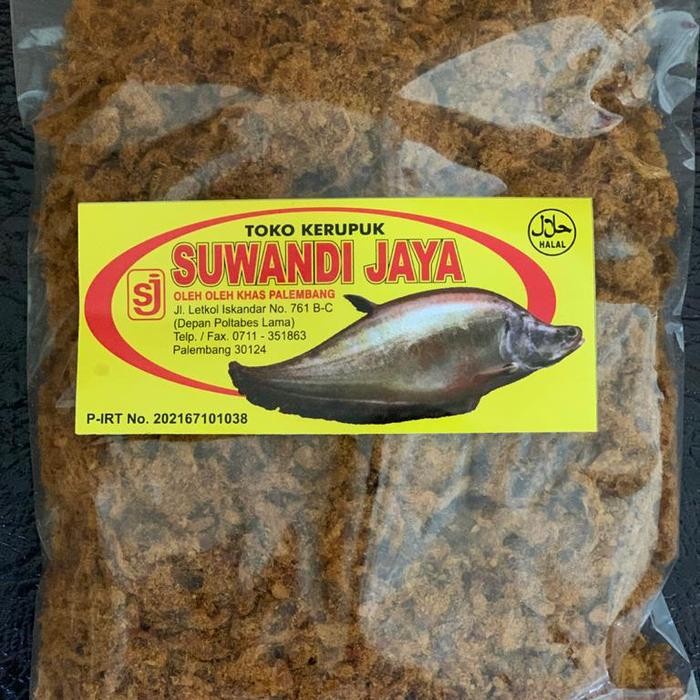 TOKO KERUPUK
SUWANDI JAYA
sj
OLEH OLEH KHAS PALEMBANG
Jl. Letkol Iskandar No. 761 B-C
(Depan Poltabes Lama)
Telp. / Fax. 0711 - 351863
Palembang 30124
P-IRT No. 202167101038
حلال
HALAL